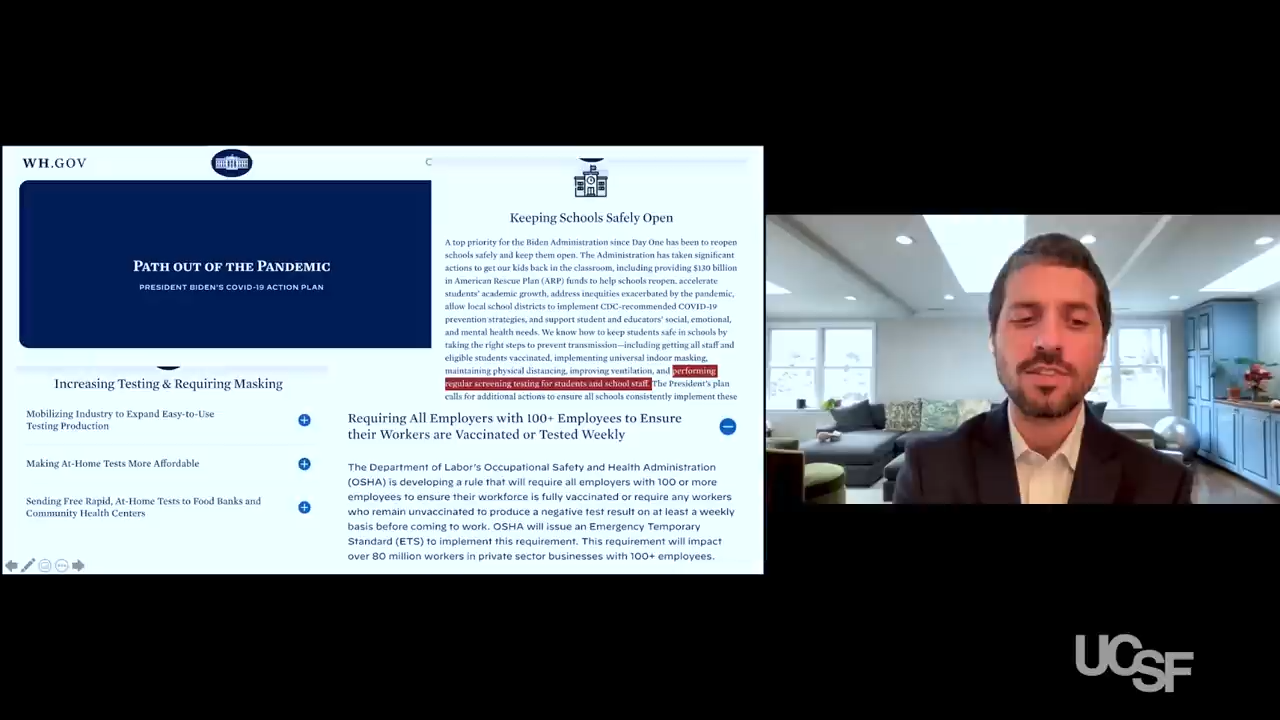 WH.GOV
C
PATH OUT OF THE PANDEMIC
PRESIDENT BIDEN'S COVID-19 ACTION PLAN
Increasing Testing & Requiring Masking
Mobilizing Industry to Expand Easy-to-Use
Testing Production
Making At-Home Tests More Affordable
Sending Free Rapid, At-Home Tests to Food Banks and
Community Health Centers
Keeping Schools Safely Open
A top priority for the Biden Administration since Day One has been to reopen
schools safely and keep them open. The Administration has taken significant
actions to get our kids back in the classroom, including providing $130 billion
in American Rescue Plan (ARP) funds to help schools reopen, accelerate
students' academic growth, address inequities exacerbated by the pandemic,
allow local school districts to implement CDC-recommended COVID-19
prevention strategies, and support student and educators' social, emotional,
and mental health needs. We know how to keep students safe in schools by
taking the right steps to prevent transmission—including getting all staff and
eligible students vaccinated, implementing universal indoor masking,
maintaining physical distancing, improving ventilation, and performing
regular screening testing for students and school staff. The President's plan
calls for additional actions to ensure all schools consistently implement these
Requiring All Employers with 100+ Employees to Ensure
their Workers are Vaccinated or Tested Weekly
The Department of Labor's Occupational Safety and Health Administration
(OSHA) is developing a rule that will require all employers with 100 or more
employees to ensure their workforce is fully vaccinated or require any workers
who remain unvaccinated to produce a negative test result on at least a weekly
basis before coming to work. OSHA will issue an Emergency Temporary
Standard (ETS) to implement this requirement. This requirement will impact
over 80 million workers in private sector businesses with 100+ employees.
UCSF